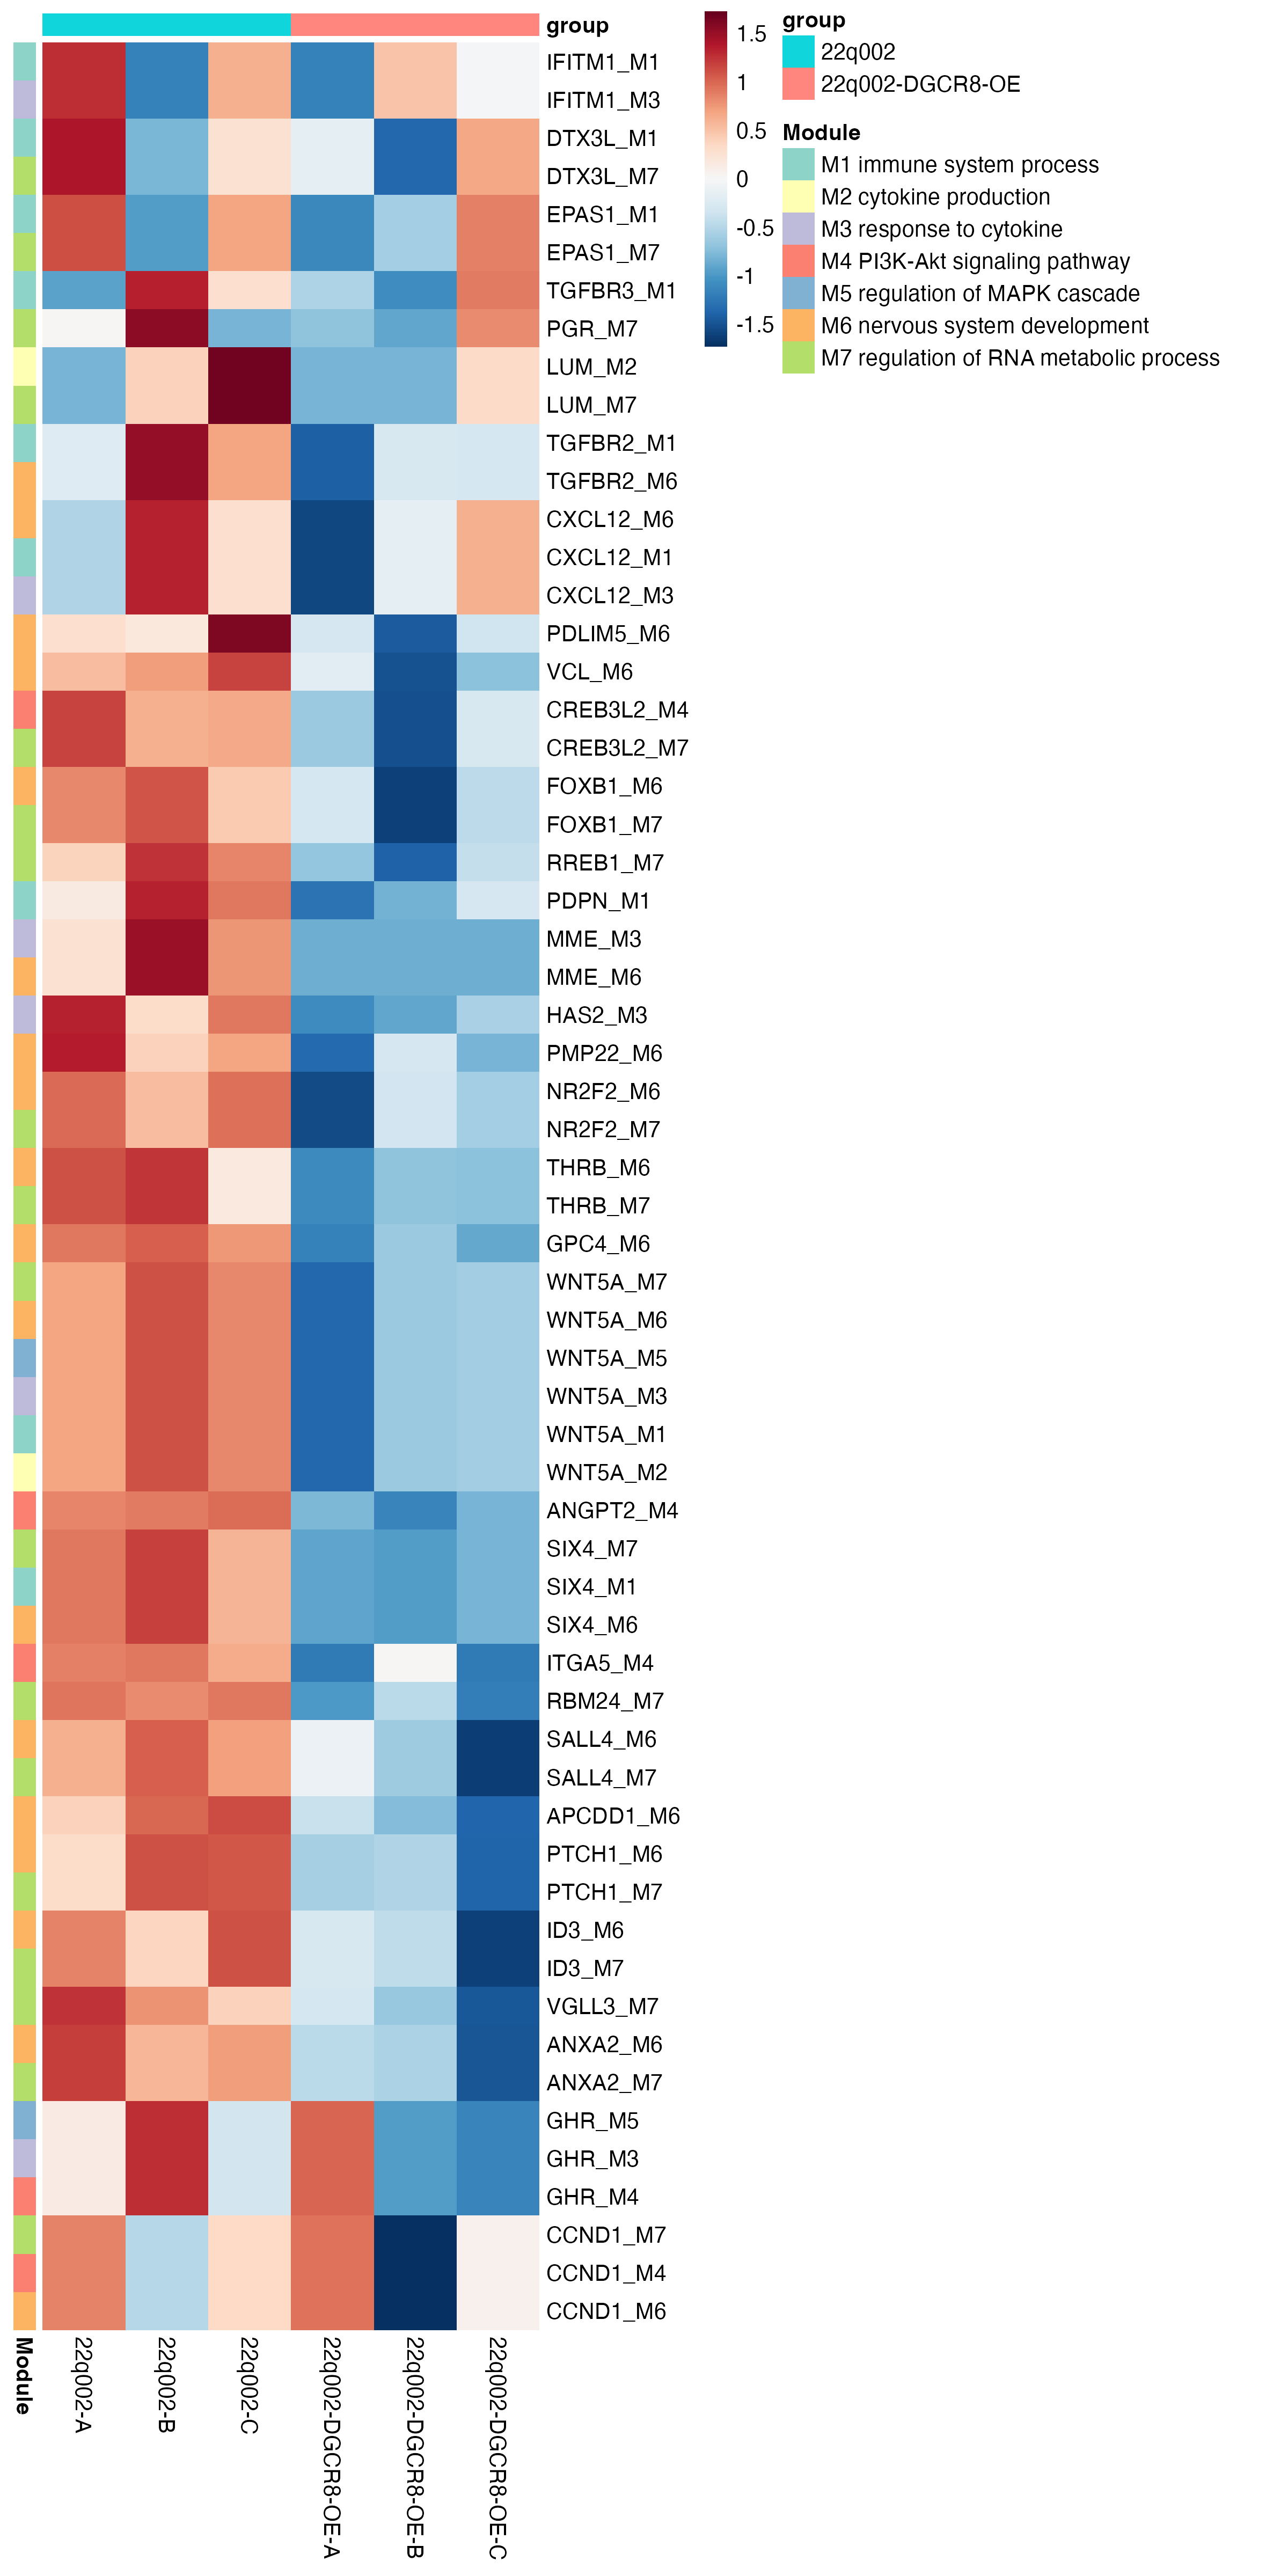 group
IFITM1_M1
IFITM1_M3
DTX3L_M1
DTX3L_M7
EPAS1_M1
EPAS1_M7
TGFBR3_M1
PGR_M7
LUM_M2
LUM_M7
TGFBR2_M1
TGFBR2_M6
CXCL12_M6
CXCL12_M1
CXCL12_M3
PDLIM5_M6
VCL_M6
CREB3L2_M4
CREB3L2_M7
FOXB1_M6
FOXB1_M7
RREB1_M7
PDPN_M1
MME_M3
MME_M6
HAS2_M3
PMP22_M6
NR2F2_M6
NR2F2_M7
THRB_M6
THRB_M7
GPC4_M6
WNT5A_M7
WNT5A_M6
WNT5A_M5
WNT5A_M3
WNT5A_M1
WNT5A_M2
ANGPT2_M4
SIX4_M7
SIX4_M1
SIX4_M6
ITGA5_M4
RBM24_M7
SALL4_M6
SALL4_M7
APCDD1_M6
PTCH1_M6
PTCH1_M7
ID3_M6
ID3_M7
VGLL3_M7
ANXA2_M6
ANXA2_M7
GHR_M5
GHR_M3
GHR_M4
CCND1_M7
CCND1_M4
CCND1_M6
Module
22q002-A
22q002-B
22q002-C
22q002-DGCR8-OE-A
22q002-DGCR8-OE-B
22q002-DGCR8-OE-C
1.5
1
0.5
0
-0.5
-1
-1.5
group
22q002
22q002-DGCR8-OE
Module
M1 immune system process
M2 cytokine production
M3 response to cytokine
M4 PI3K-Akt signaling pathway
M5 regulation of MAPK cascade
M6 nervous system development
M7 regulation of RNA metabolic process